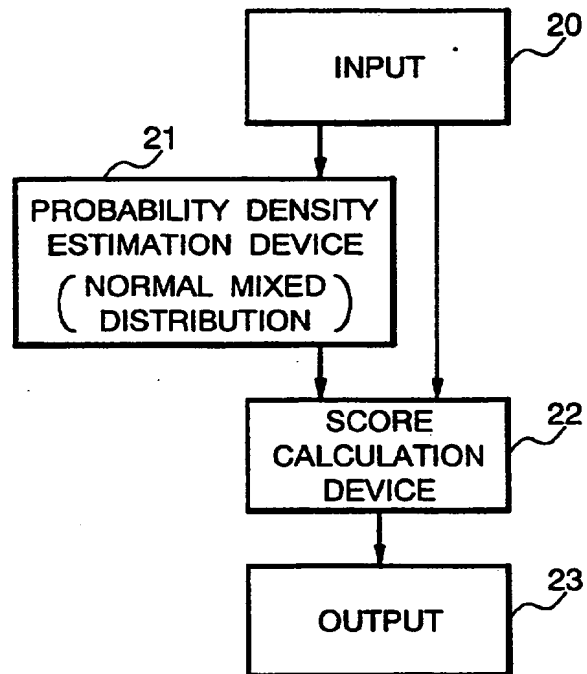 20
INPUT
21
PROBABILITY DENSITY
ESTIMATION DEVICE
(NORMAL MIXED
DISTRIBUTION)
22
SCORE
CALCULATION
DEVICE
23
OUTPUT